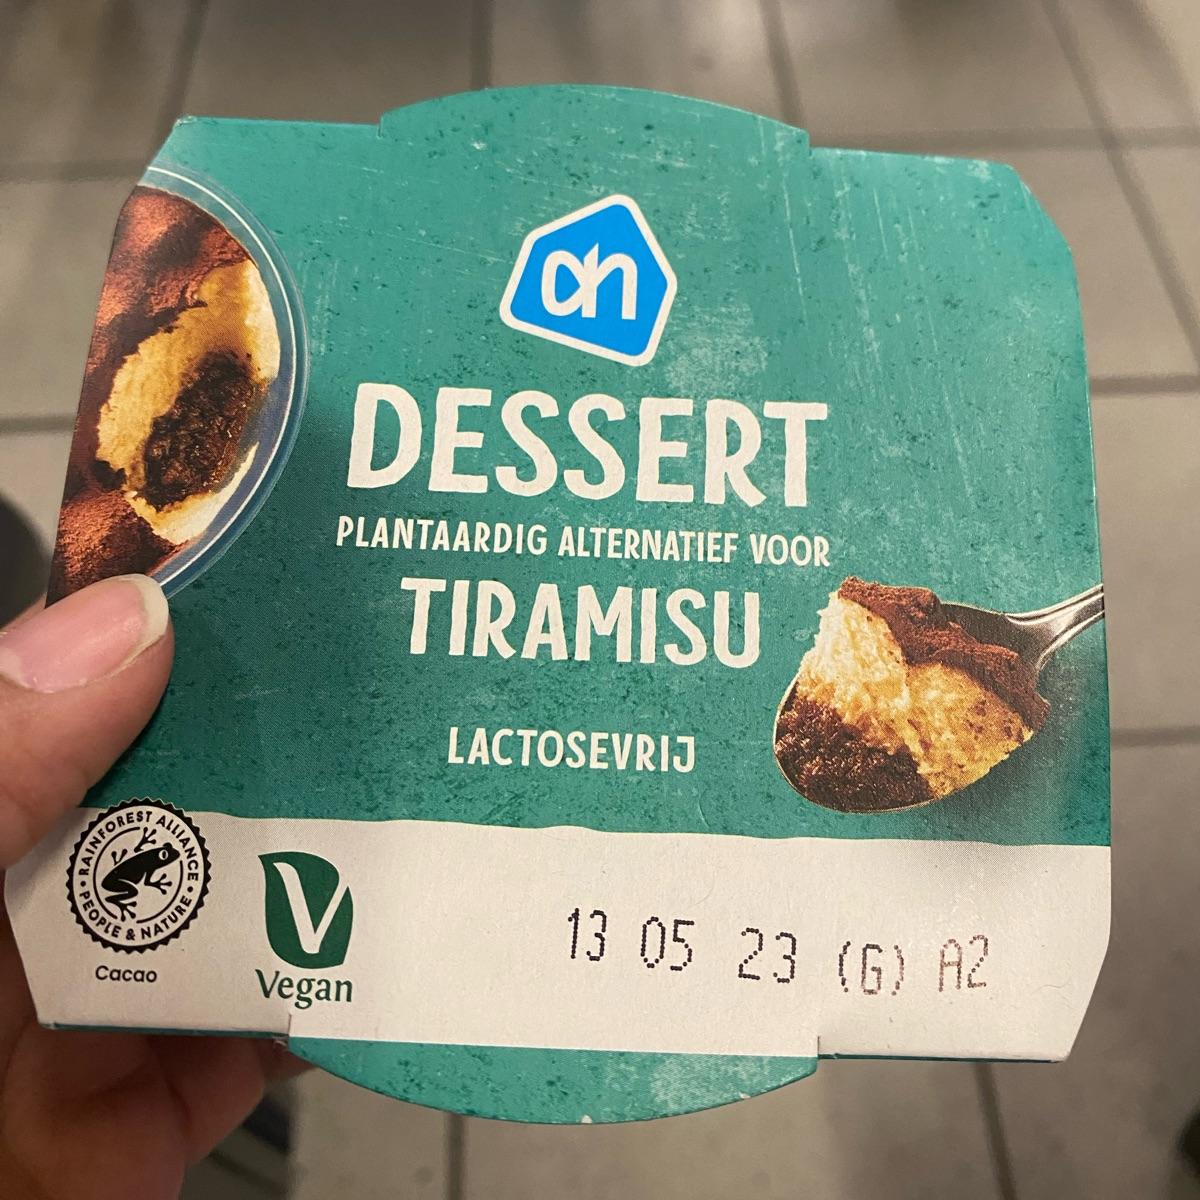 ah
DESSERT
PLANTAARDIG ALTERNATIEF VOOR
TIRAMISU
LACTOSEVRIJ
RAINFOREST ALLIANCE
PEOPLE & NATURE
Cacao
V
Vegan
13 05 23 (G) A2